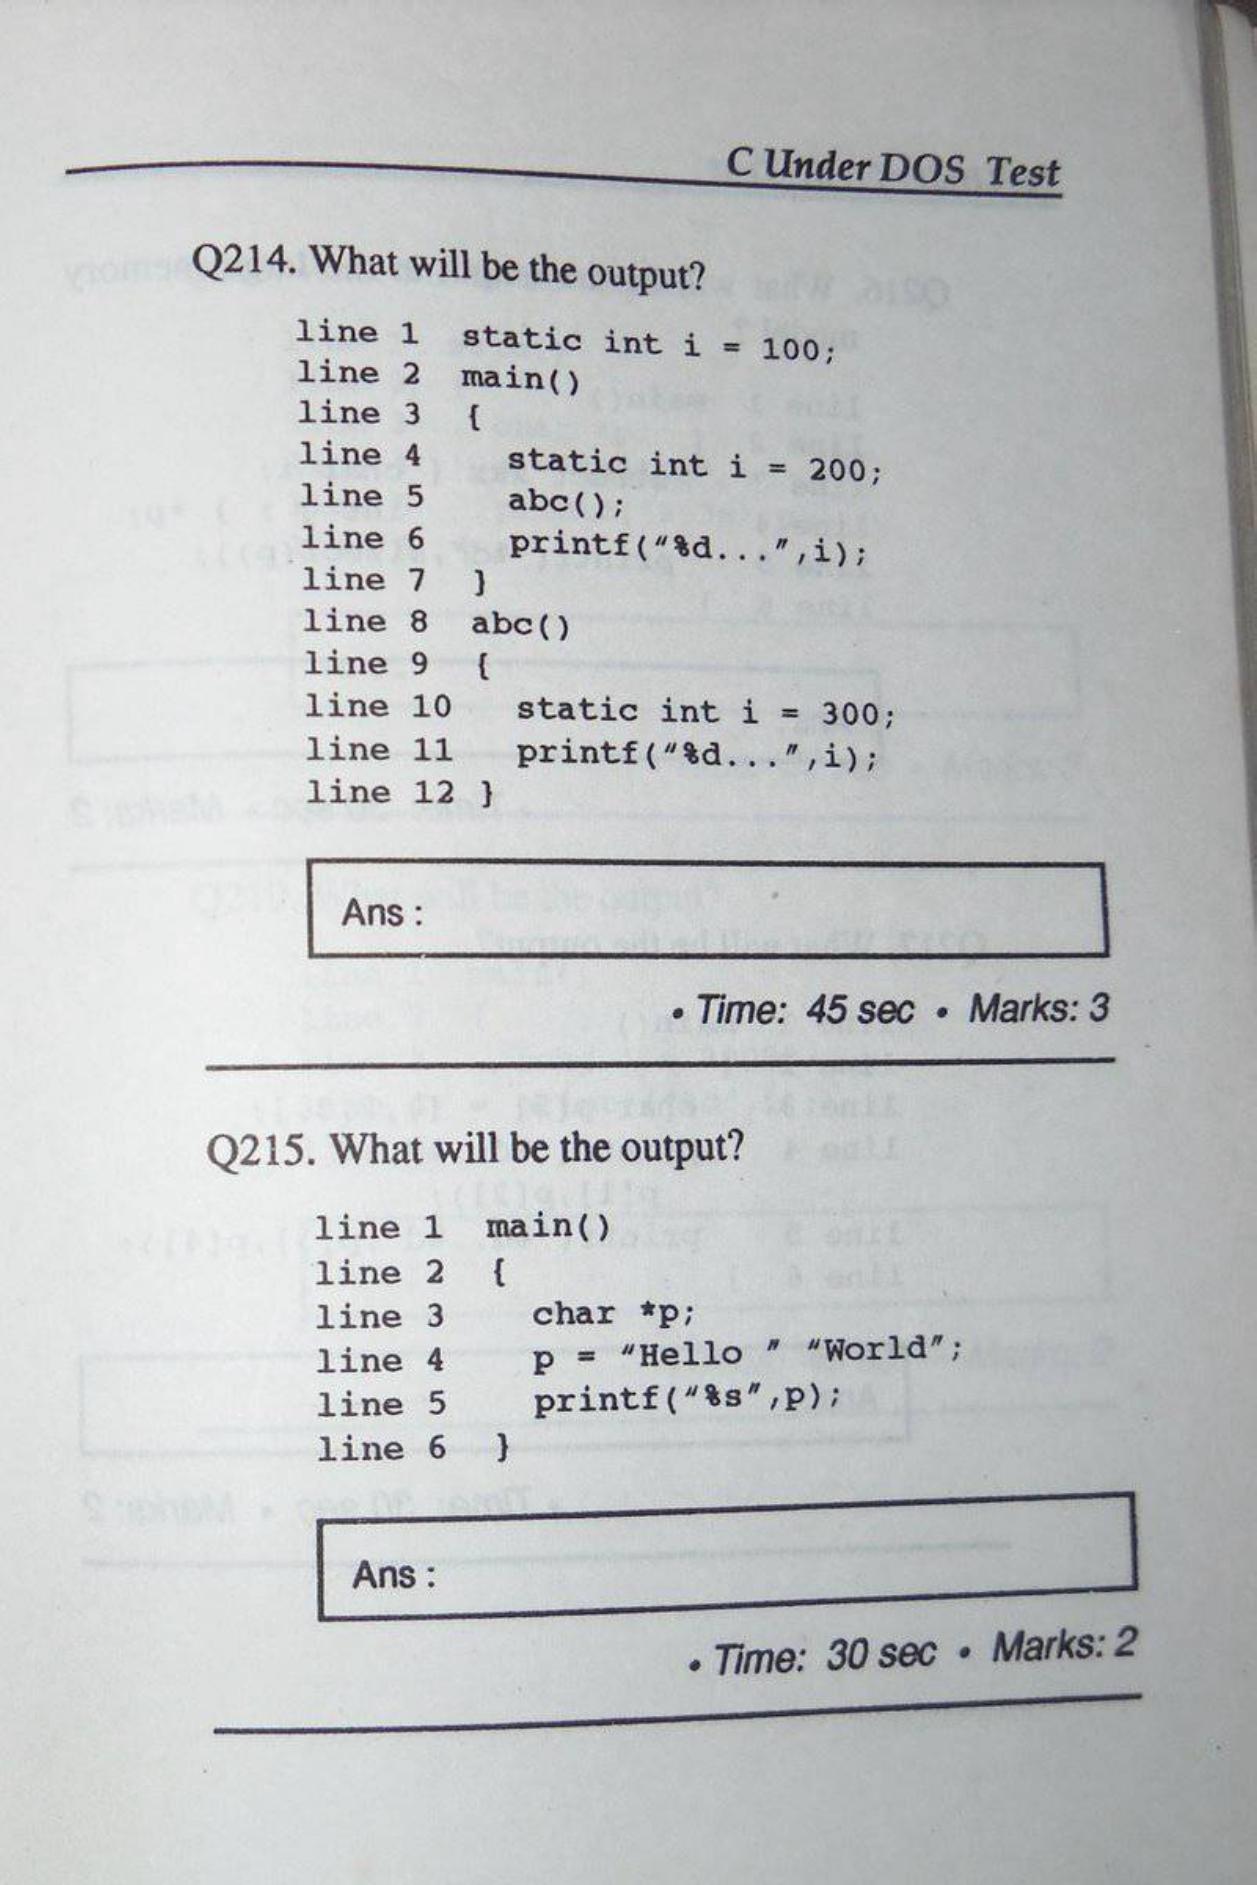 C Under DOS Test
Q214. What will be the output?
line 1 static int i = 100;
line 2 main()
line 3 {
line 4 static int i = 200;
line 5 abc();
line 6 printf("%d...",i);
line 7 }
line 8 abc()
line 9 {
line 10 static int i = 300;
line 11 printf("%d...",i);
line 12 }
Ans :
• Time: 45 sec • Marks: 3
Q215. What will be the output?
line 1 main()
line 2 {
line 3 char *p;
line 4 p = "Hello " "World";
line 5 printf("%s",p);
line 6 }
Ans :
• Time: 30 sec • Marks: 2